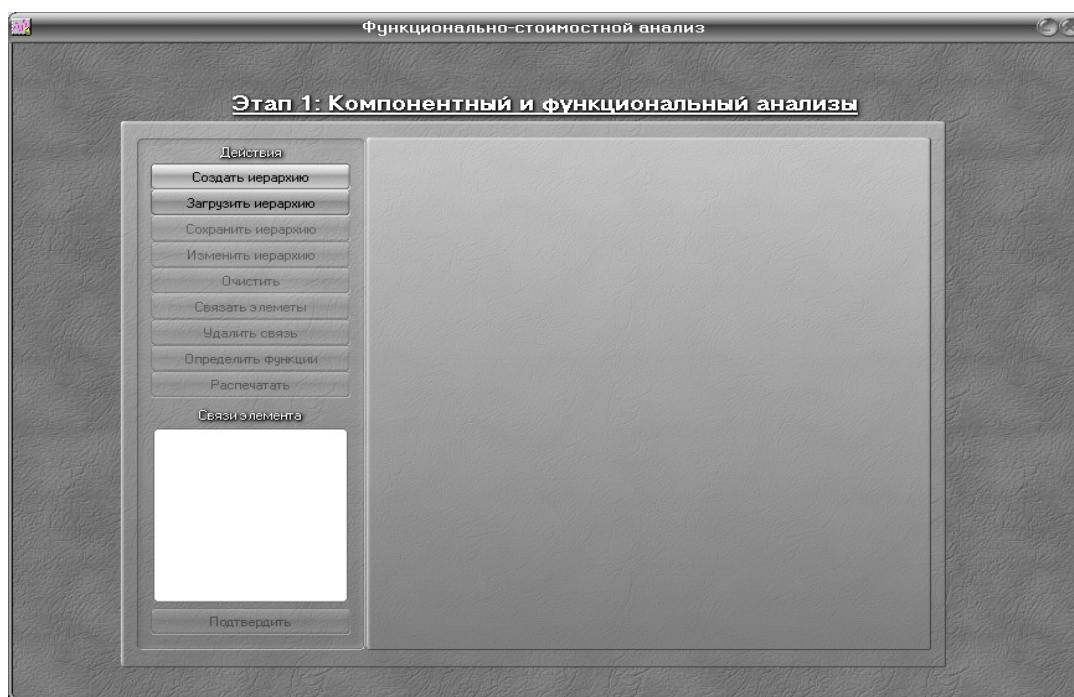 Функционально-стоимостной анализ
Этап 1: Компонентный и функциональный анализы
Действия
Создать иерархию
Загрузить иерархию
Сохранить иерархию
Изменить иерархию
Очистить
Связать элеметы
Удалить связь
Определить функции
Распечатать
Связи элемента
Подтвердить